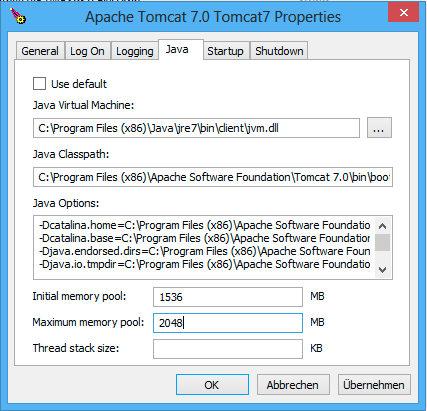 Apache Tomcat 7.0 Tomcat7 Properties
General Log On Logging Java Startup Shutdown
Use default
Java Virtual Machine:
C:\Program Files (x86)\Java\jre7\bin\client\jvm.dll
...
Java Classpath:
C:\Program Files (x86)\Apache Software Foundation\Tomcat 7.0\bin\boot
Java Options:
-Dcatalina.home=C:\Program Files (x86)\Apache Software Foundatio
-Dcatalina.base=C:\Program Files (x86)\Apache Software Foundatio
-Djava.endorsed.dirs=C:\Program Files (x86)\Apache Software Foun
-Djava.io.tmpdir=C:\Program Files (x86)\Apache Software Foundatio
Initial memory pool: 1536 MB
Maximum memory pool: 2048 MB
Thread stack size: KB
OK Abbrechen Übernehmen